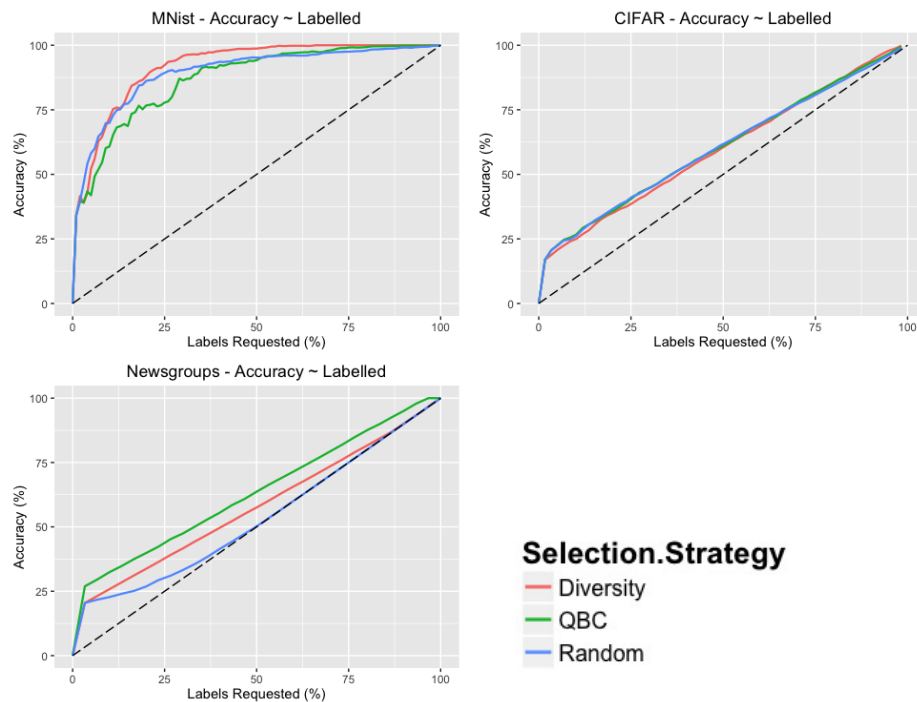 MNist - Accuracy ~ Labelled
100
75
50
25
0
Accuracy (%)
0 25 50 75 100
Labels Requested (%)
CIFAR - Accuracy ~ Labelled
100
75
50
25
0
Accuracy (%)
0 25 50 75 100
Labels Requested (%)
Newsgroups - Accuracy ~ Labelled
100
75
50
25
0
Accuracy (%)
0 25 50 75 100
Labels Requested (%)
Selection.Strategy
Diversity
QBC
Random